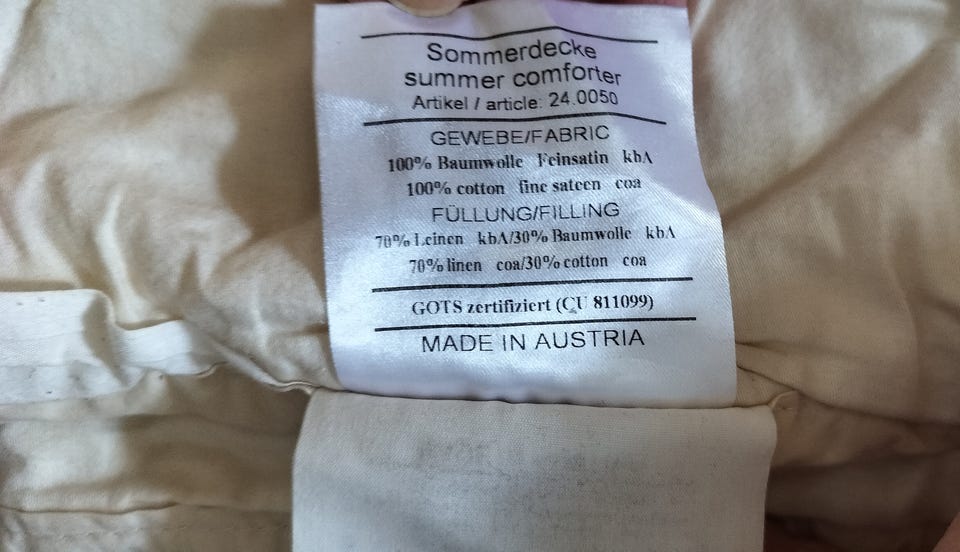 Sommerdecke
summer comforter
Artikel / article: 24.0050
GEWEBE/FABRIC
100% Baumwolle Feinsatin kbA
100% cotton fine sateen coa
FÜLLUNG/FILLING
70% Leinen kbA/30% Baumwolle kbA
70% linen coa/30% cotton coa
GOTS zertifiziert (CU 811099)
MADE IN AUSTRIA